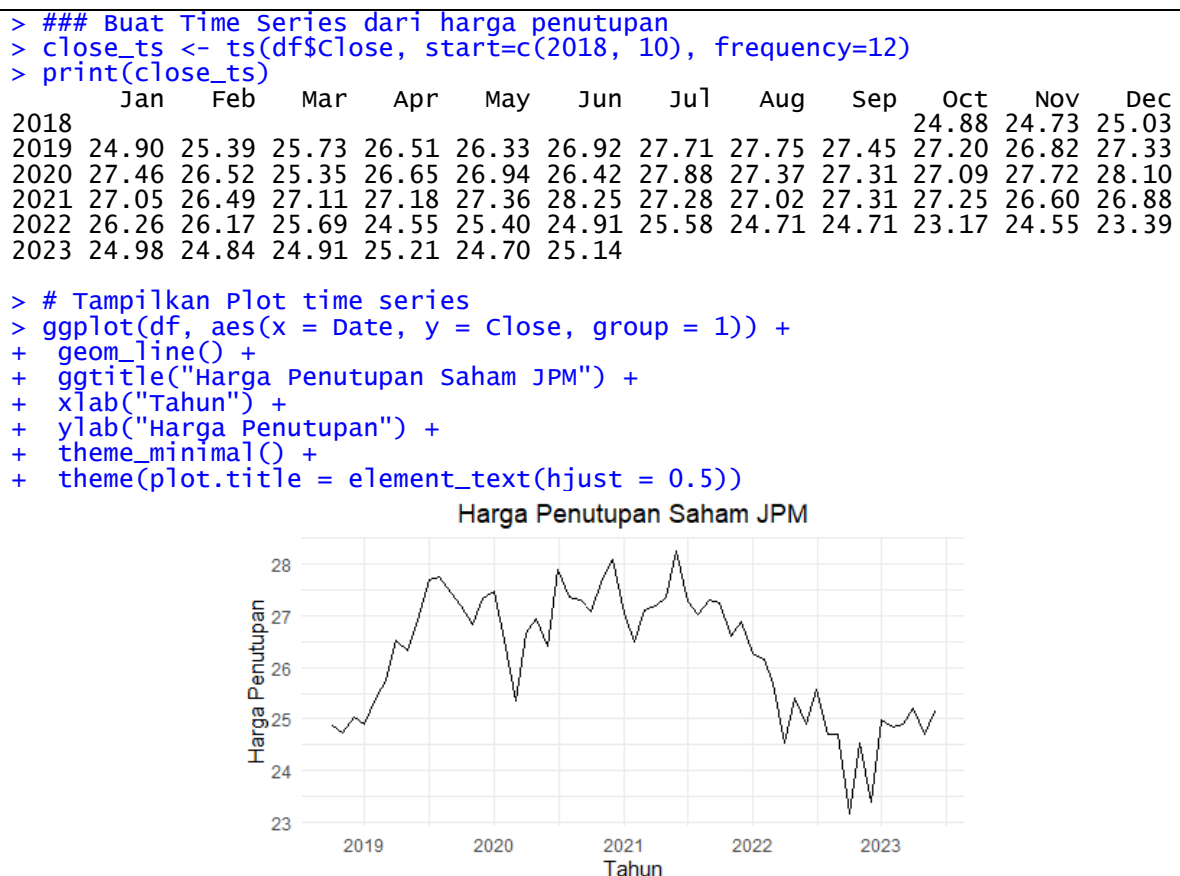 > ### Buat Time Series dari harga penutupan
> close_ts <- ts(df$Close, start=c(2018, 10), frequency=12)
> print(close_ts)
Jan Feb Mar Apr May Jun Jul Aug Sep Oct Nov Dec
2018 24.88 24.73 25.03
2019 24.90 25.39 25.73 26.51 26.33 26.92 27.71 27.75 27.45 27.20 26.82 27.33
2020 27.46 26.52 25.35 26.65 26.94 26.42 27.88 27.37 27.31 27.09 27.72 28.10
2021 27.05 26.49 27.11 27.18 27.36 28.25 27.28 27.02 27.31 27.25 26.60 26.88
2022 26.26 26.17 25.69 24.55 25.40 24.91 25.58 24.71 24.71 23.17 24.55 23.39
2023 24.98 24.84 24.91 25.21 24.70 25.14
> # Tampilkan Plot time series
> ggplot(df, aes(x = Date, y = Close, group = 1)) +
+ geom_line() +
+ ggtitle("Harga Penutupan Saham JPM") +
+ xlab("Tahun") +
+ ylab("Harga Penutupan") +
+ theme_minimal() +
+ theme(plot.title = element_text(hjust = 0.5))
Harga Penutupan Saham JPM
Harga Penutupan
28
27
26
25
24
23
2019 2020 2021 2022 2023
Tahun